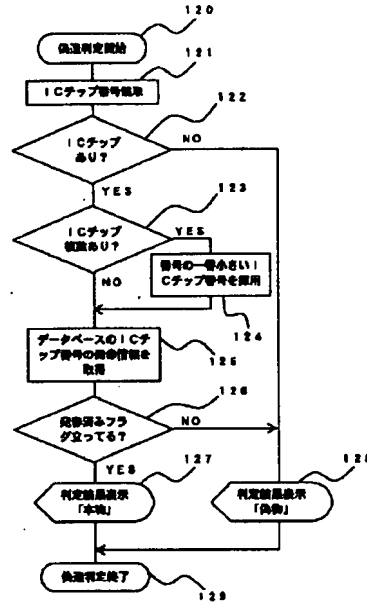 120
偽造判定開始
121
ICチップ番号読取
122
ICチップ
あり?
NO
YES
123
ICチップ
複数あり?
YES
番号の一番小さいI
Cチップ番号を採用
NO
124
データベースのICチ
ップ番号の
情報を
取得
125
126
済みフラ
グ立ってる?
NO
YES
127
判定結果表示
「本物」
128
判定結果表示
「偽物」
偽造判定終了
129